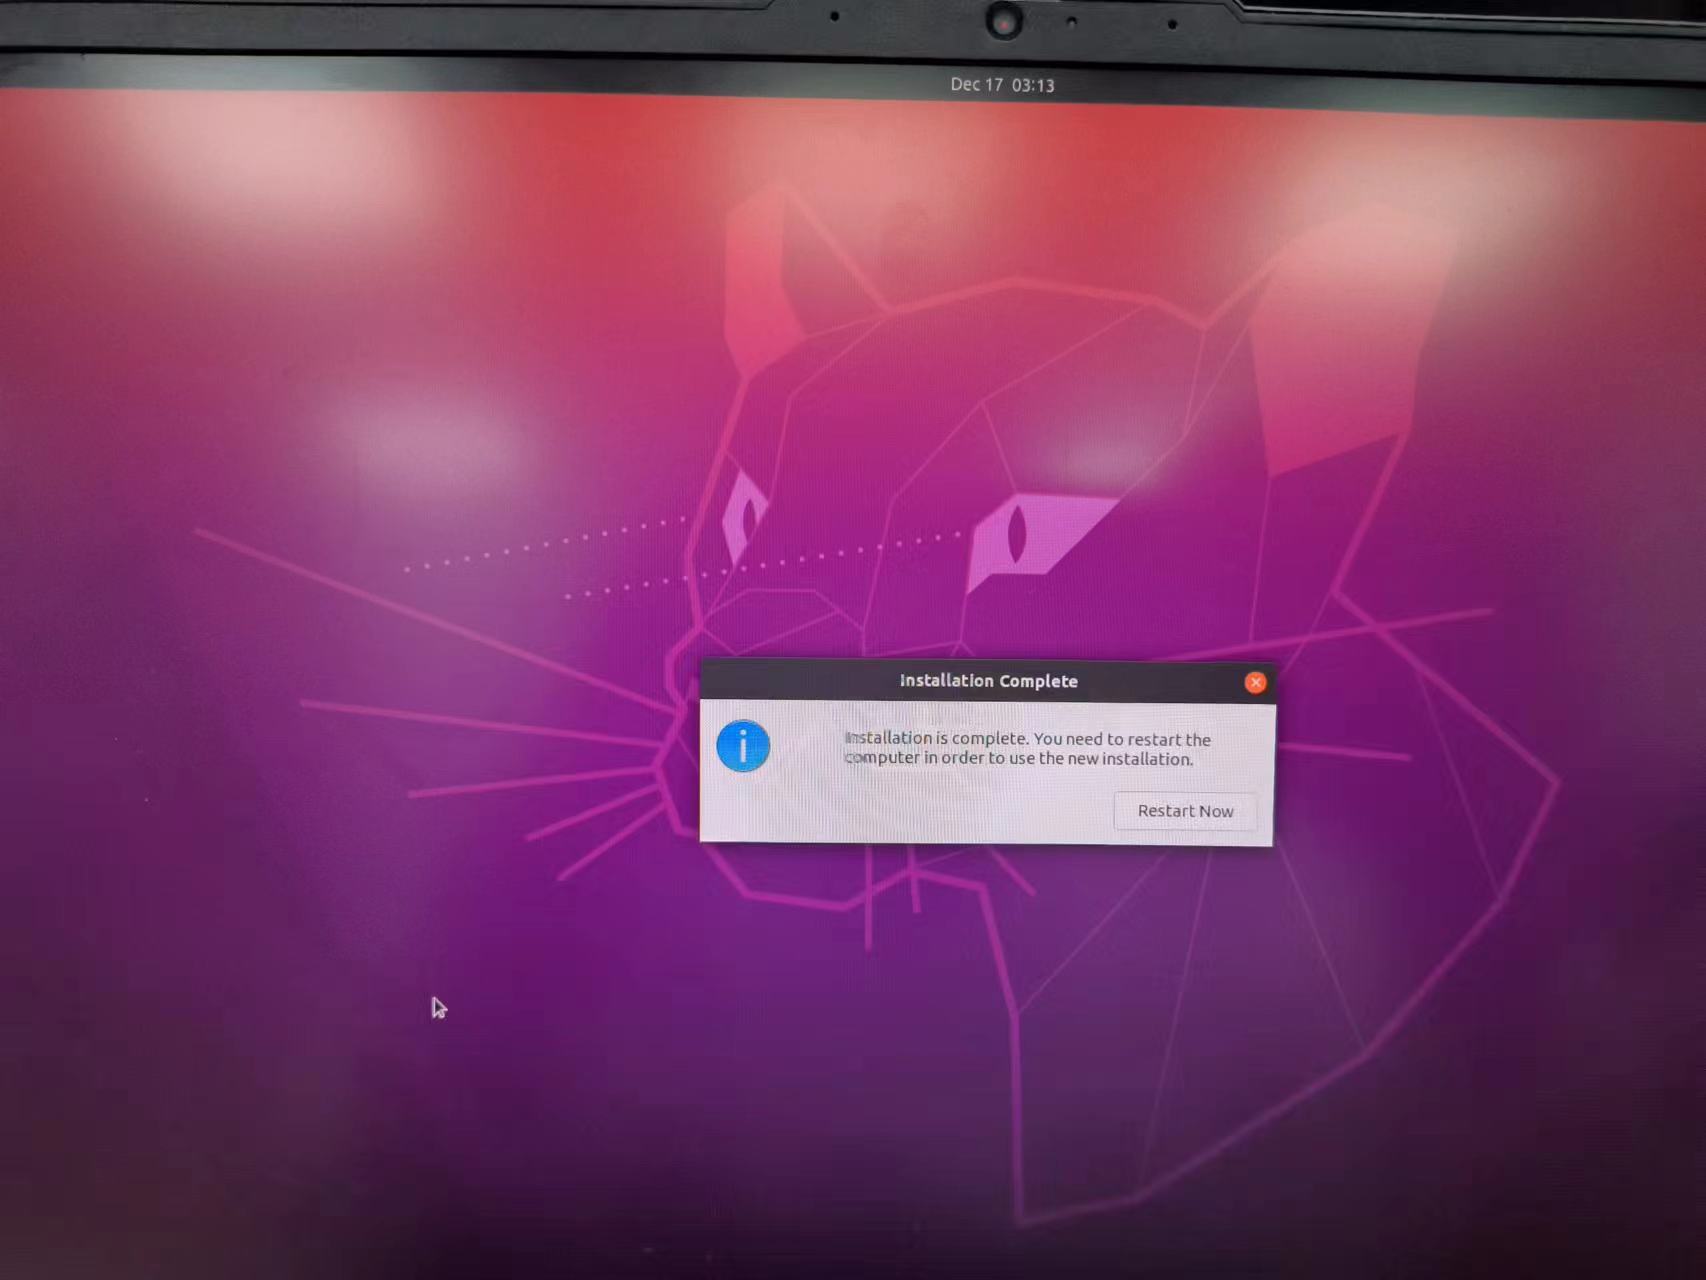 Dec 17 03:13
Installation Complete
Installation is complete. You need to restart the
computer in order to use the new installation.
Restart Now